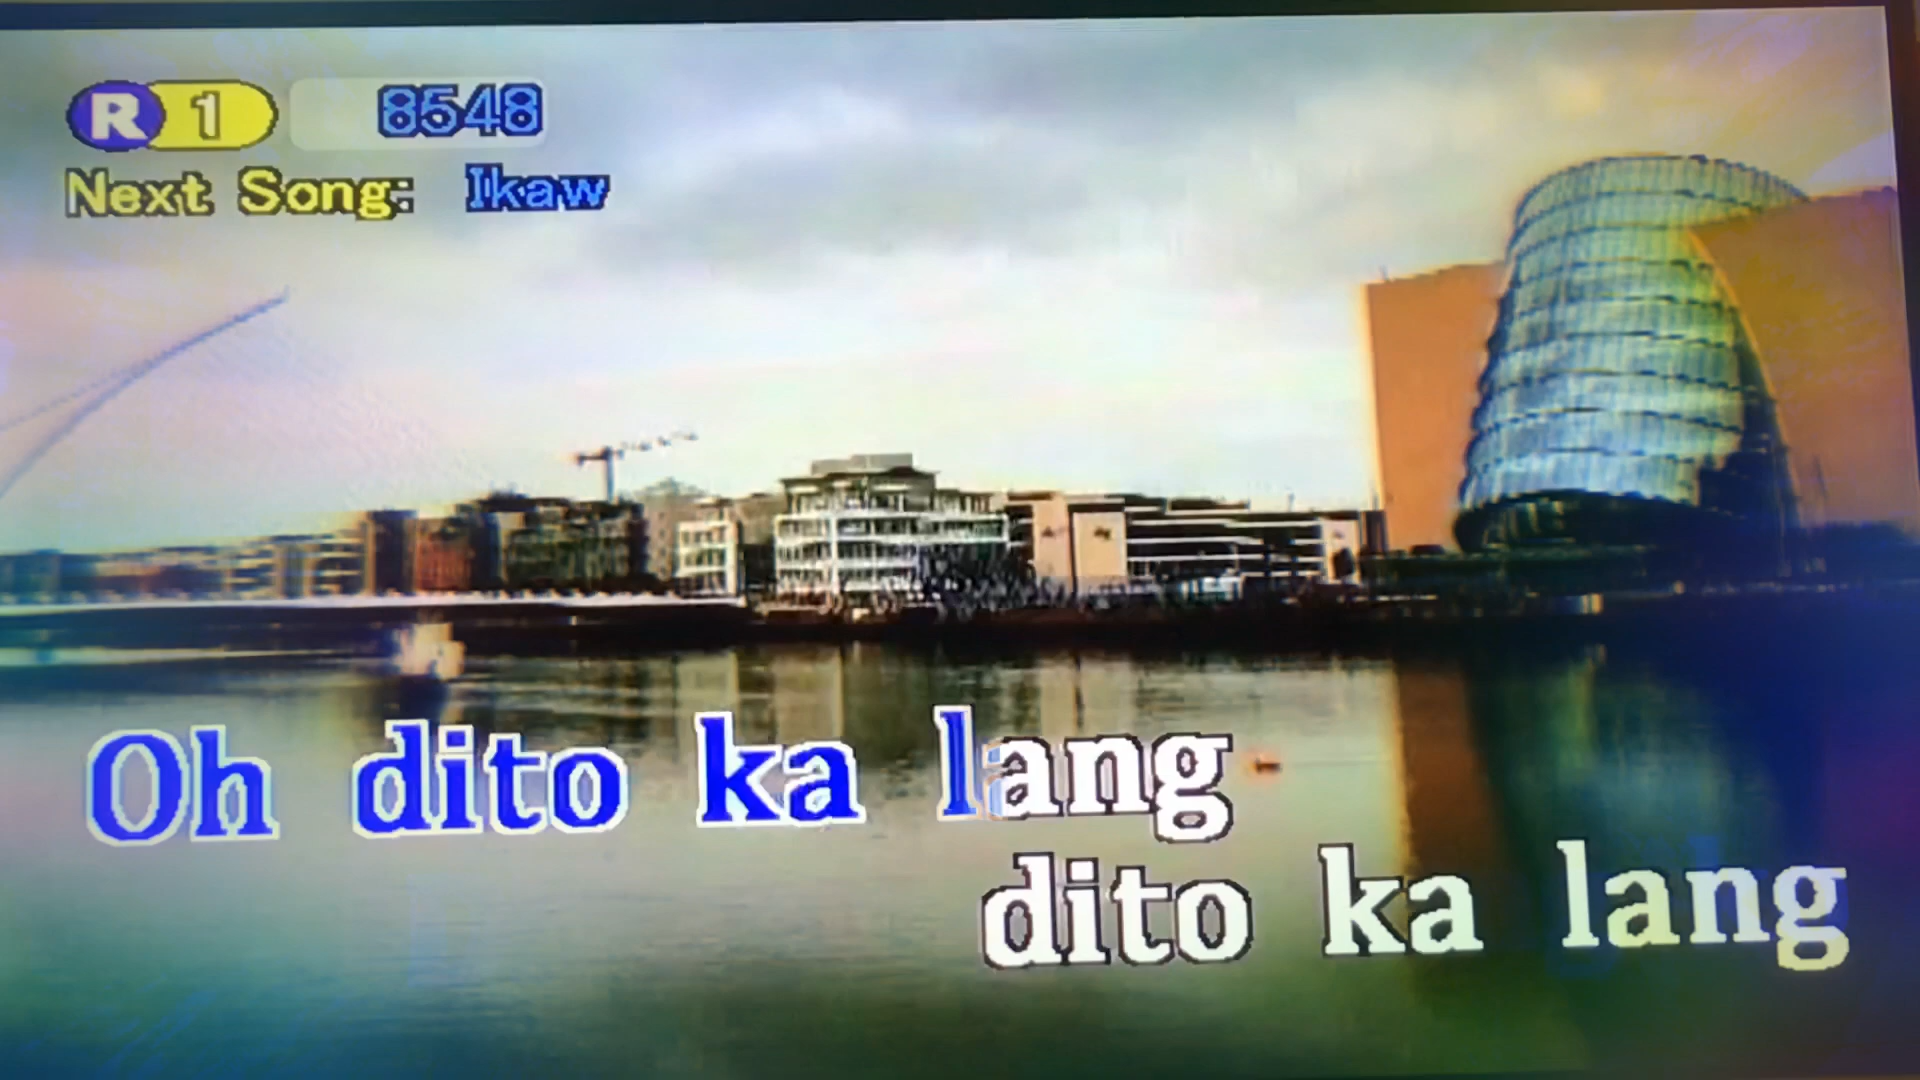 R 1 8548
Next Song: Ikaw
Oh dito ka lang
dito ka lang